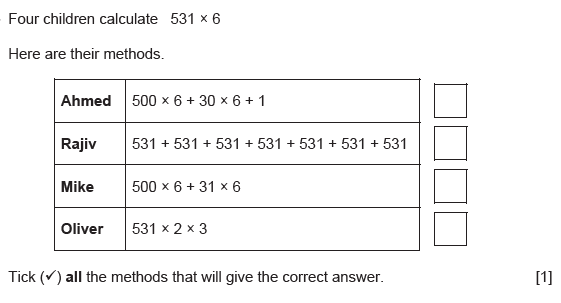 Four children calculate 531 × 6
Here are their methods.
Ahmed 500 × 6 + 30 × 6 + 1
Rajiv 531 + 531 + 531 + 531 + 531 + 531 + 531
Mike 500 × 6 + 31 × 6
Oliver 531 × 2 × 3
Tick (✓) all the methods that will give the correct answer. [1]